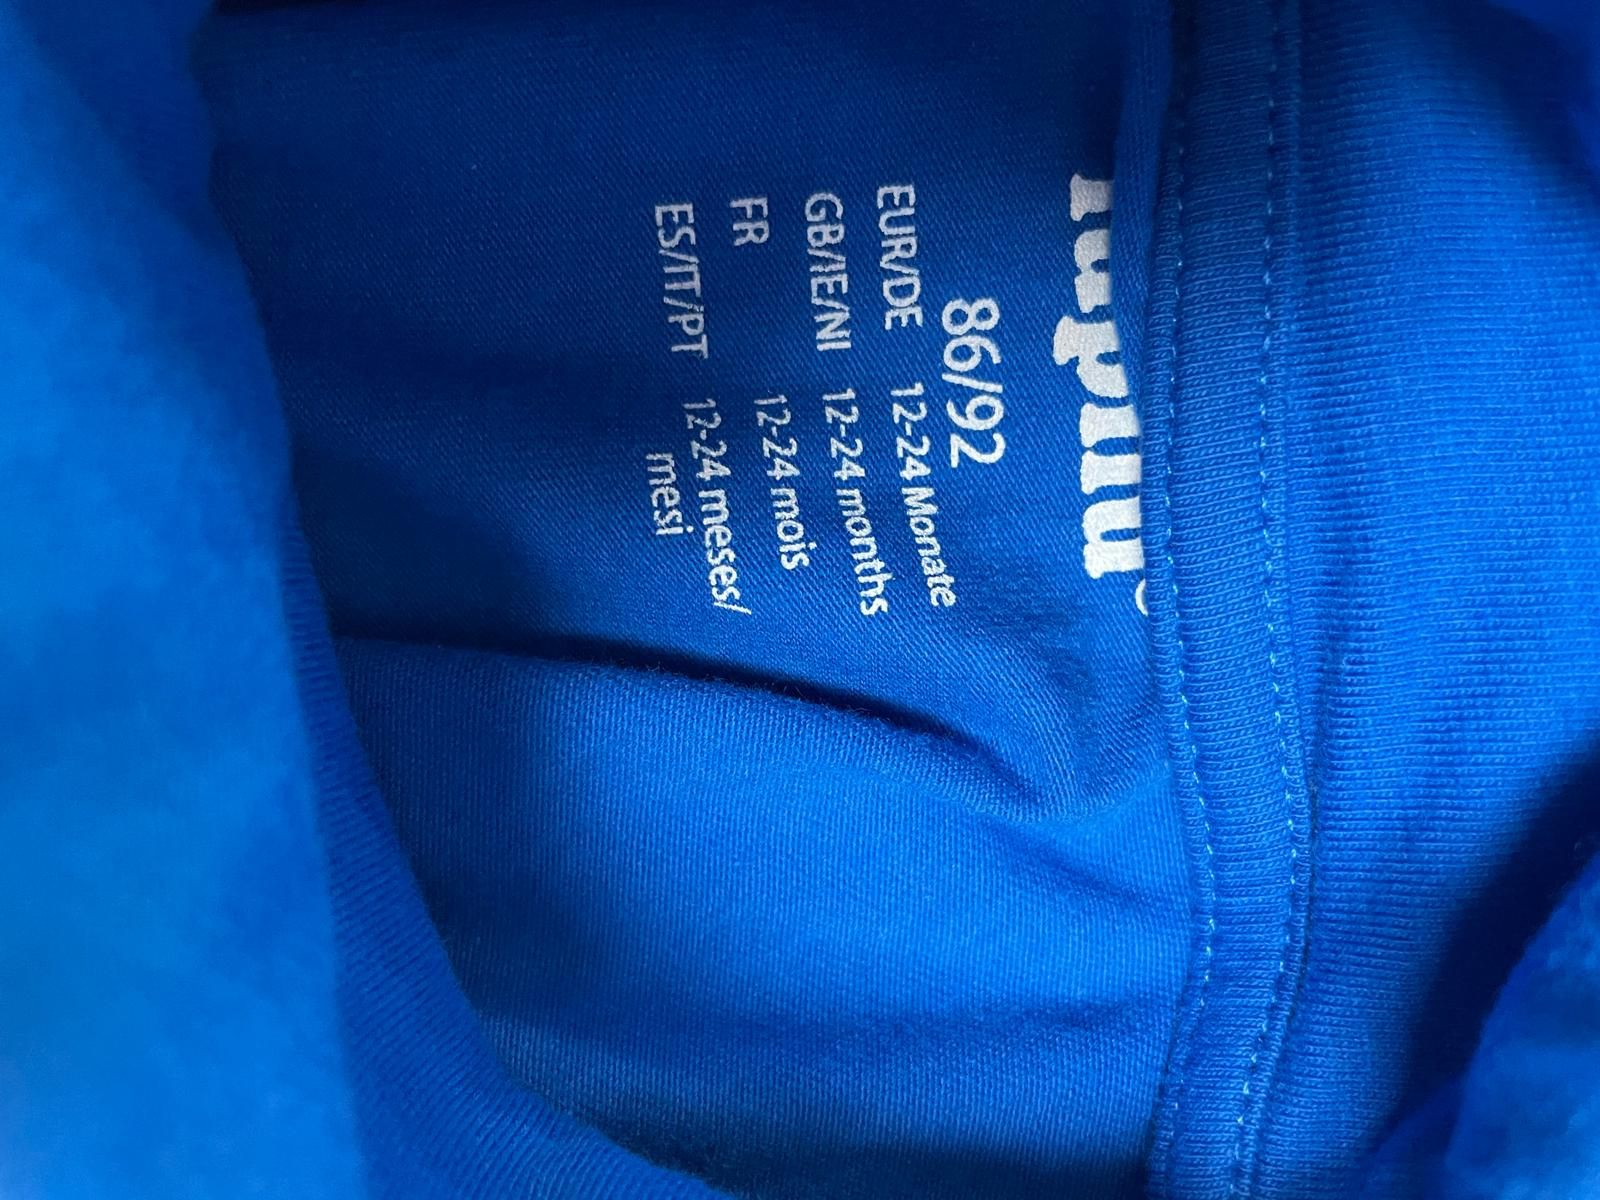 lupilu
86/92
EUR/DE 12-24 Monate
GB/IE/NI 12-24 months
FR 12-24 mois
ES/IT/PT 12-24 meses/
mesi